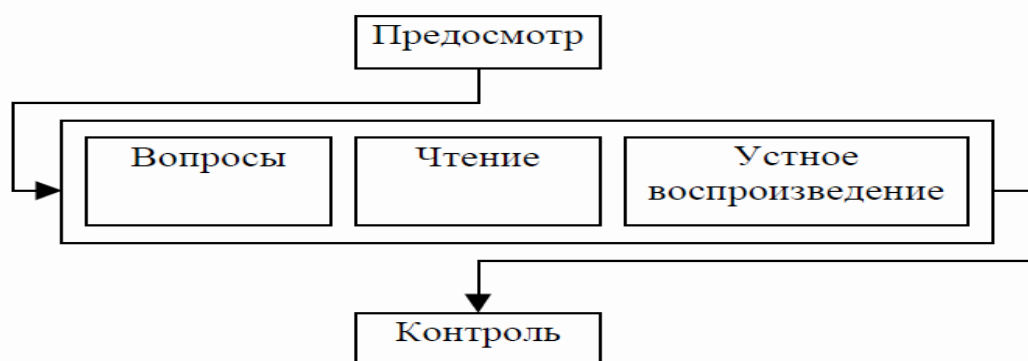 Предосмотр
Вопросы
Чтение
Устное
воспроизведение
Контроль